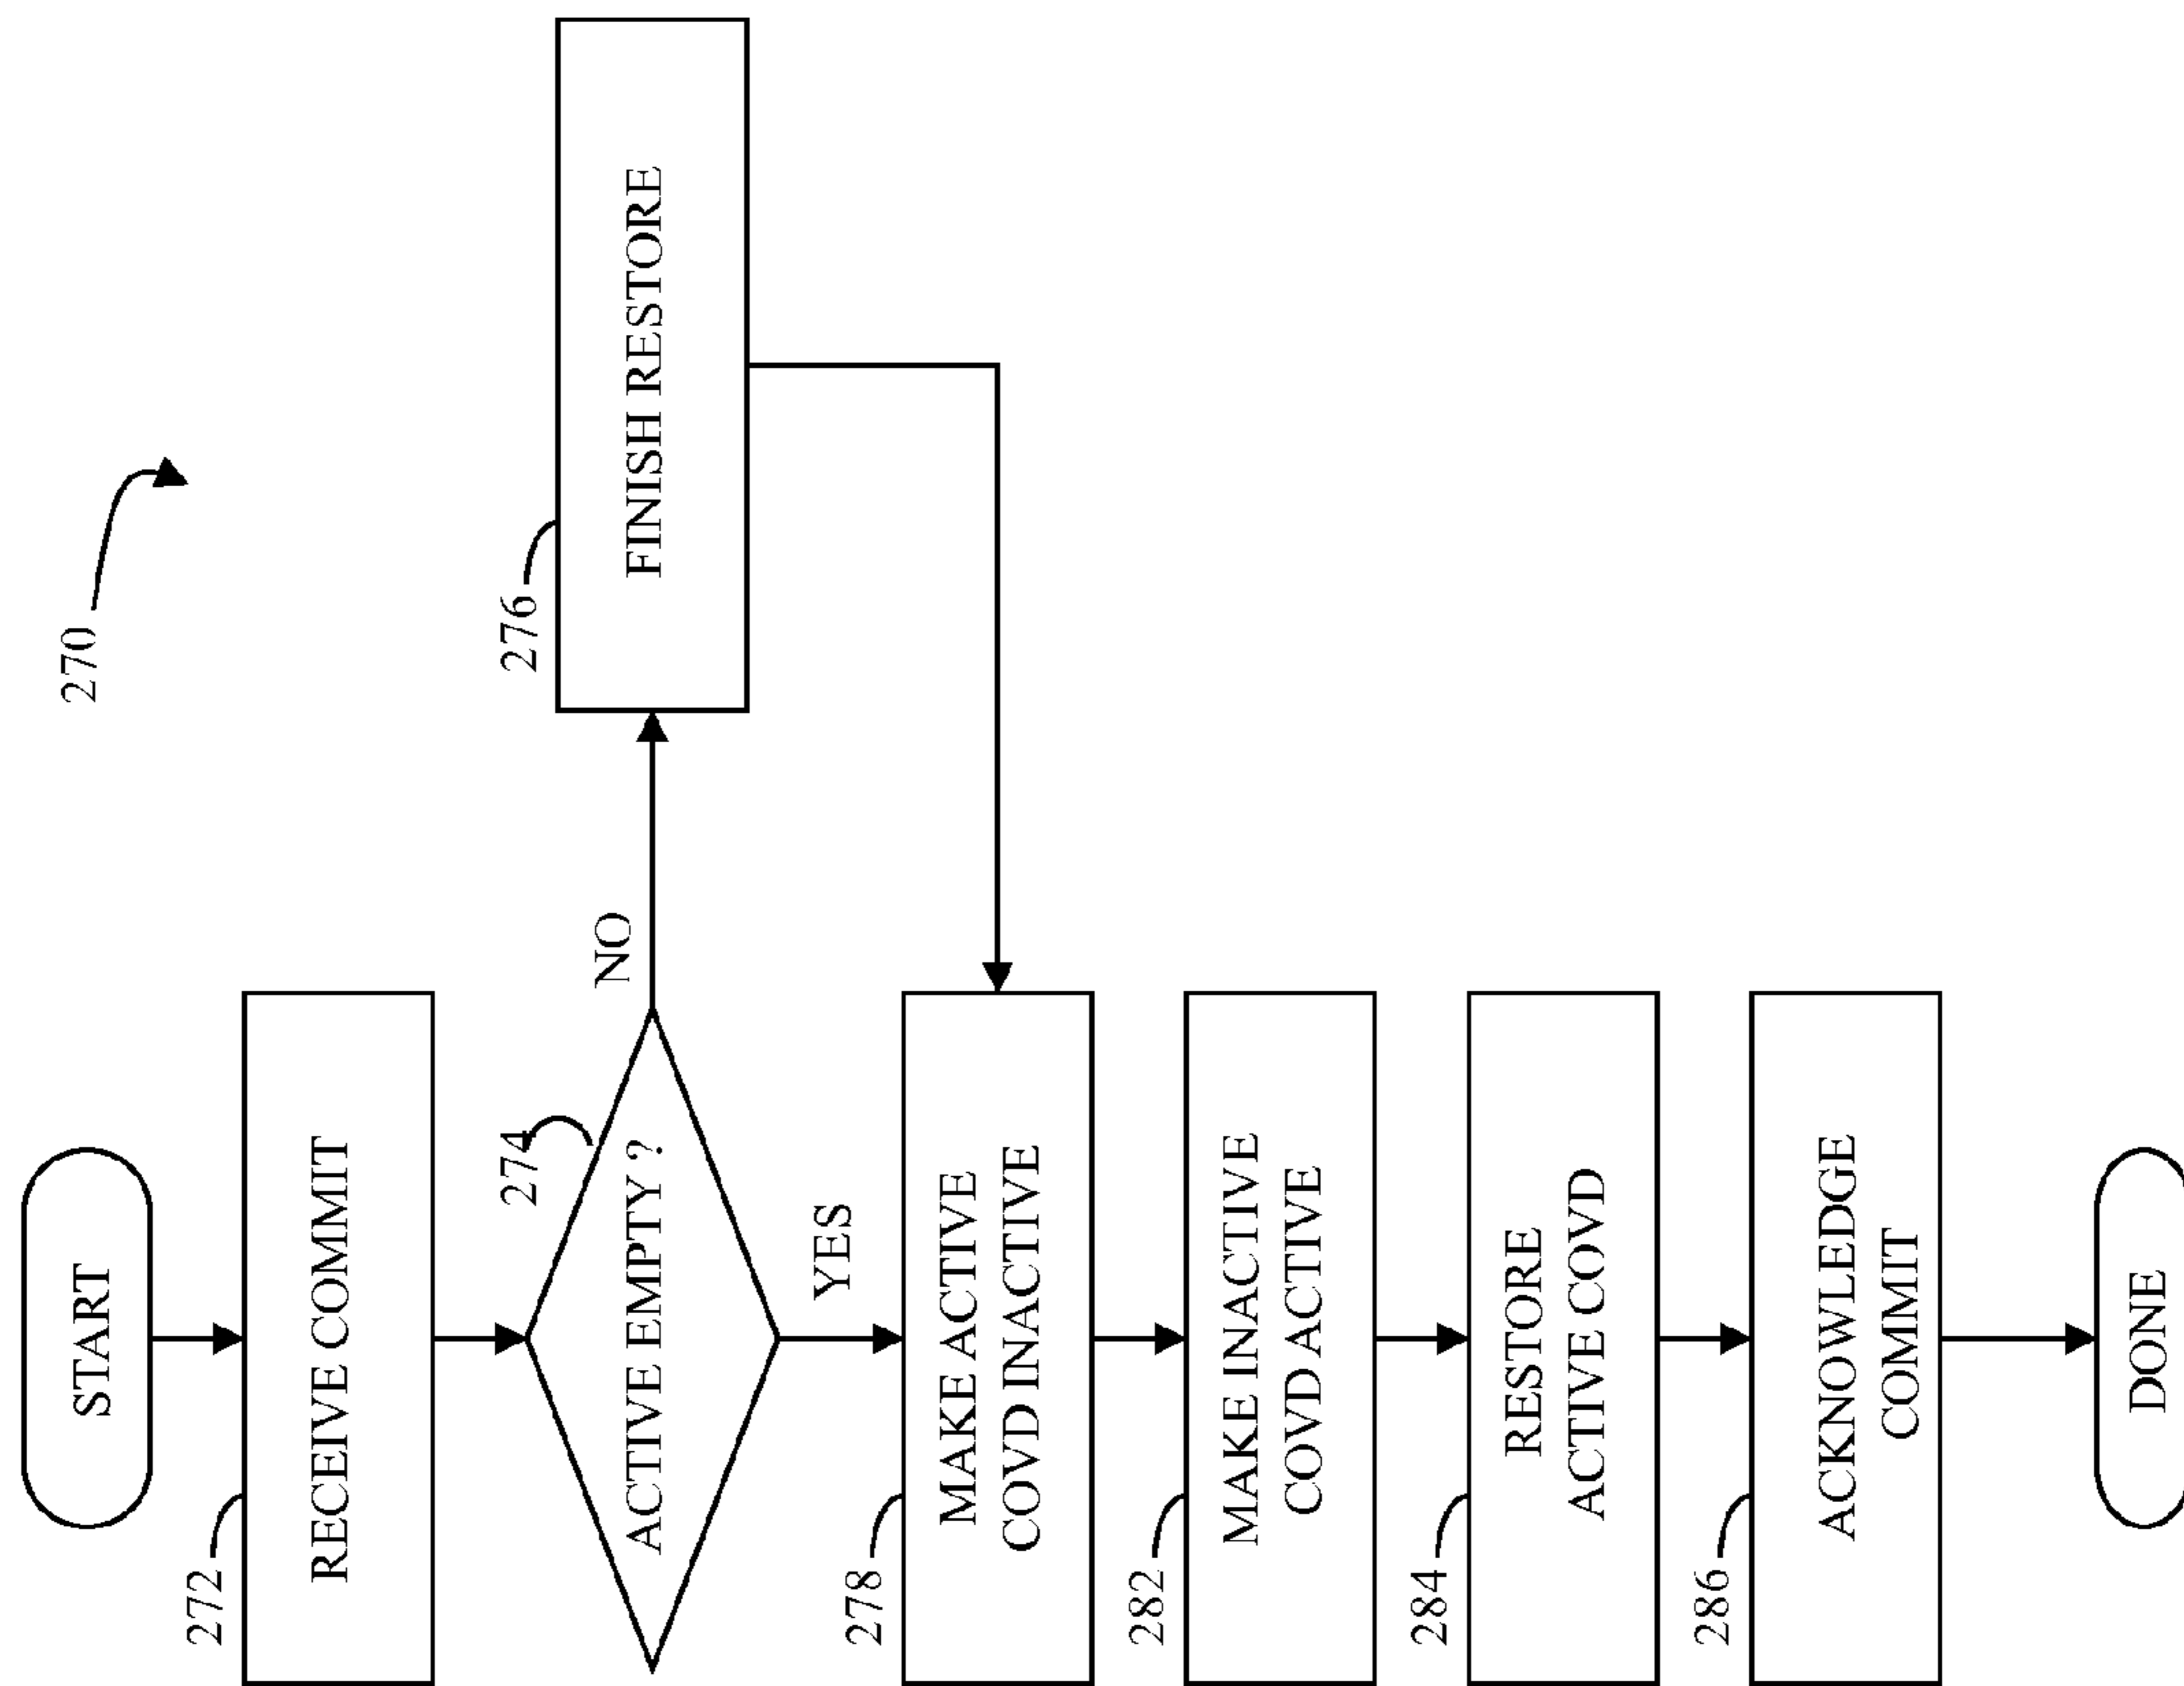 270
START
272
RECEIVE COMMIT
274
ACTIVE EMPTY ?
NO
276
FINISH RESTORE
YES
278
MAKE ACTIVE
COVD INACTIVE
282
MAKE INACTIVE
COVD ACTIVE
284
RESTORE
ACTIVE COVD
286
ACKNOWLEDGE
COMMIT
DONE